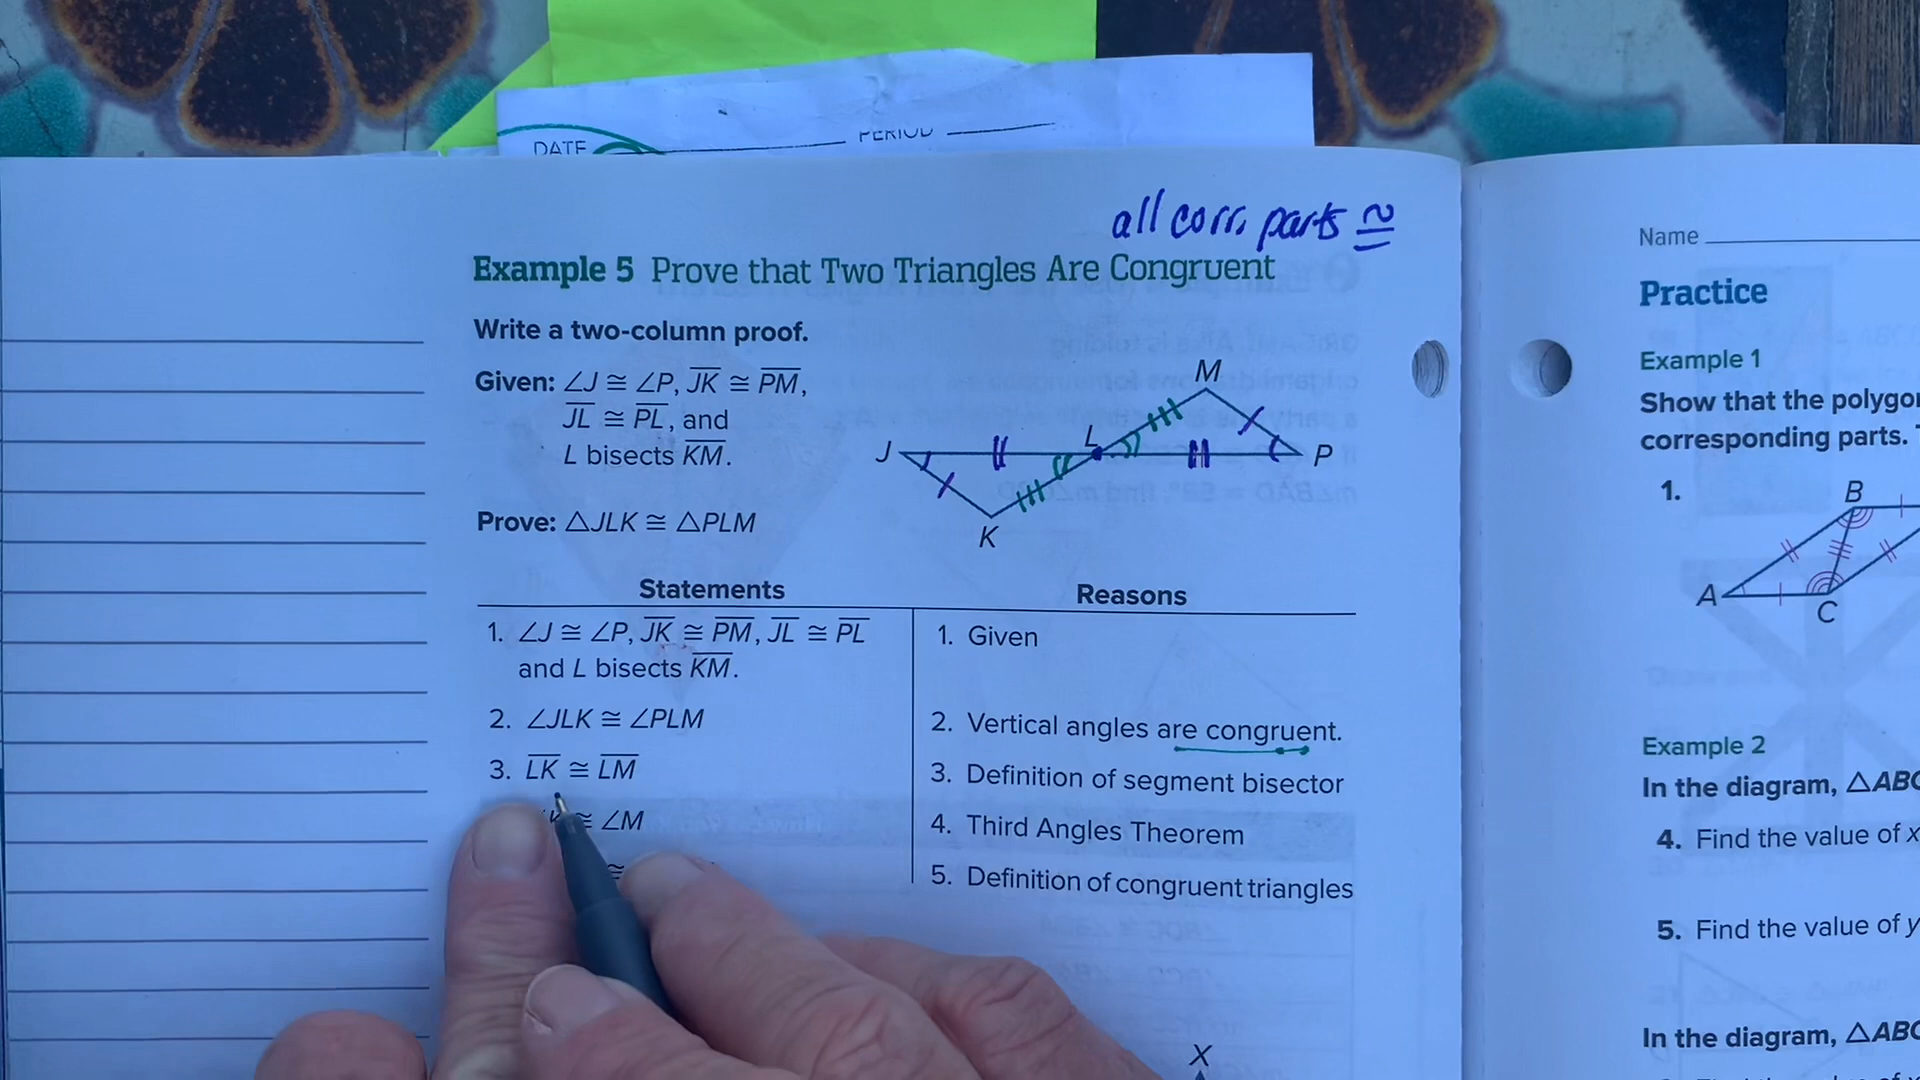 DATE
PERIOD
all corr. parts ≅
Example 5 Prove that Two Triangles Are Congruent
Write a two-column proof.
Given: ∠J ≅ ∠P, JK ≅ PM,
JL ≅ PL, and
L bisects KM.
Prove: △JLK ≅ △PLM
M
J
L
P
K
Statements
Reasons
1. ∠J ≅ ∠P, JK ≅ PM, JL ≅ PL
and L bisects KM.
1. Given
2. ∠JLK ≅ ∠PLM
2. Vertical angles are congruent.
3. LK ≅ LM
3. Definition of segment bisector
≅ ∠M
4. Third Angles Theorem
≅
5. Definition of congruent triangles
X
Name
Practice
Example 1
Show that the
corresponding parts.
1.
B
A
C
Example 2
In the diagram, △ABC
4. Find the value of x
5. Find the value of y
In the diagram, △ABC